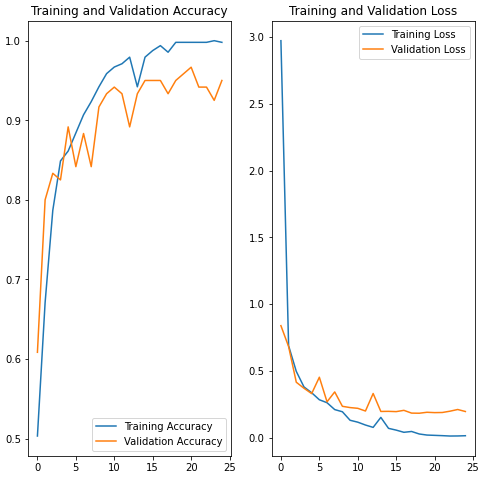 Training and Validation Accuracy
1.0
0.9
0.8
0.7
0.6
0.5
0 5 10 15 20 25
Training Accuracy
Validation Accuracy
Training and Validation Loss
3.0
2.5
2.0
1.5
1.0
0.5
0.0
0 5 10 15 20 25
Training Loss
Validation Loss